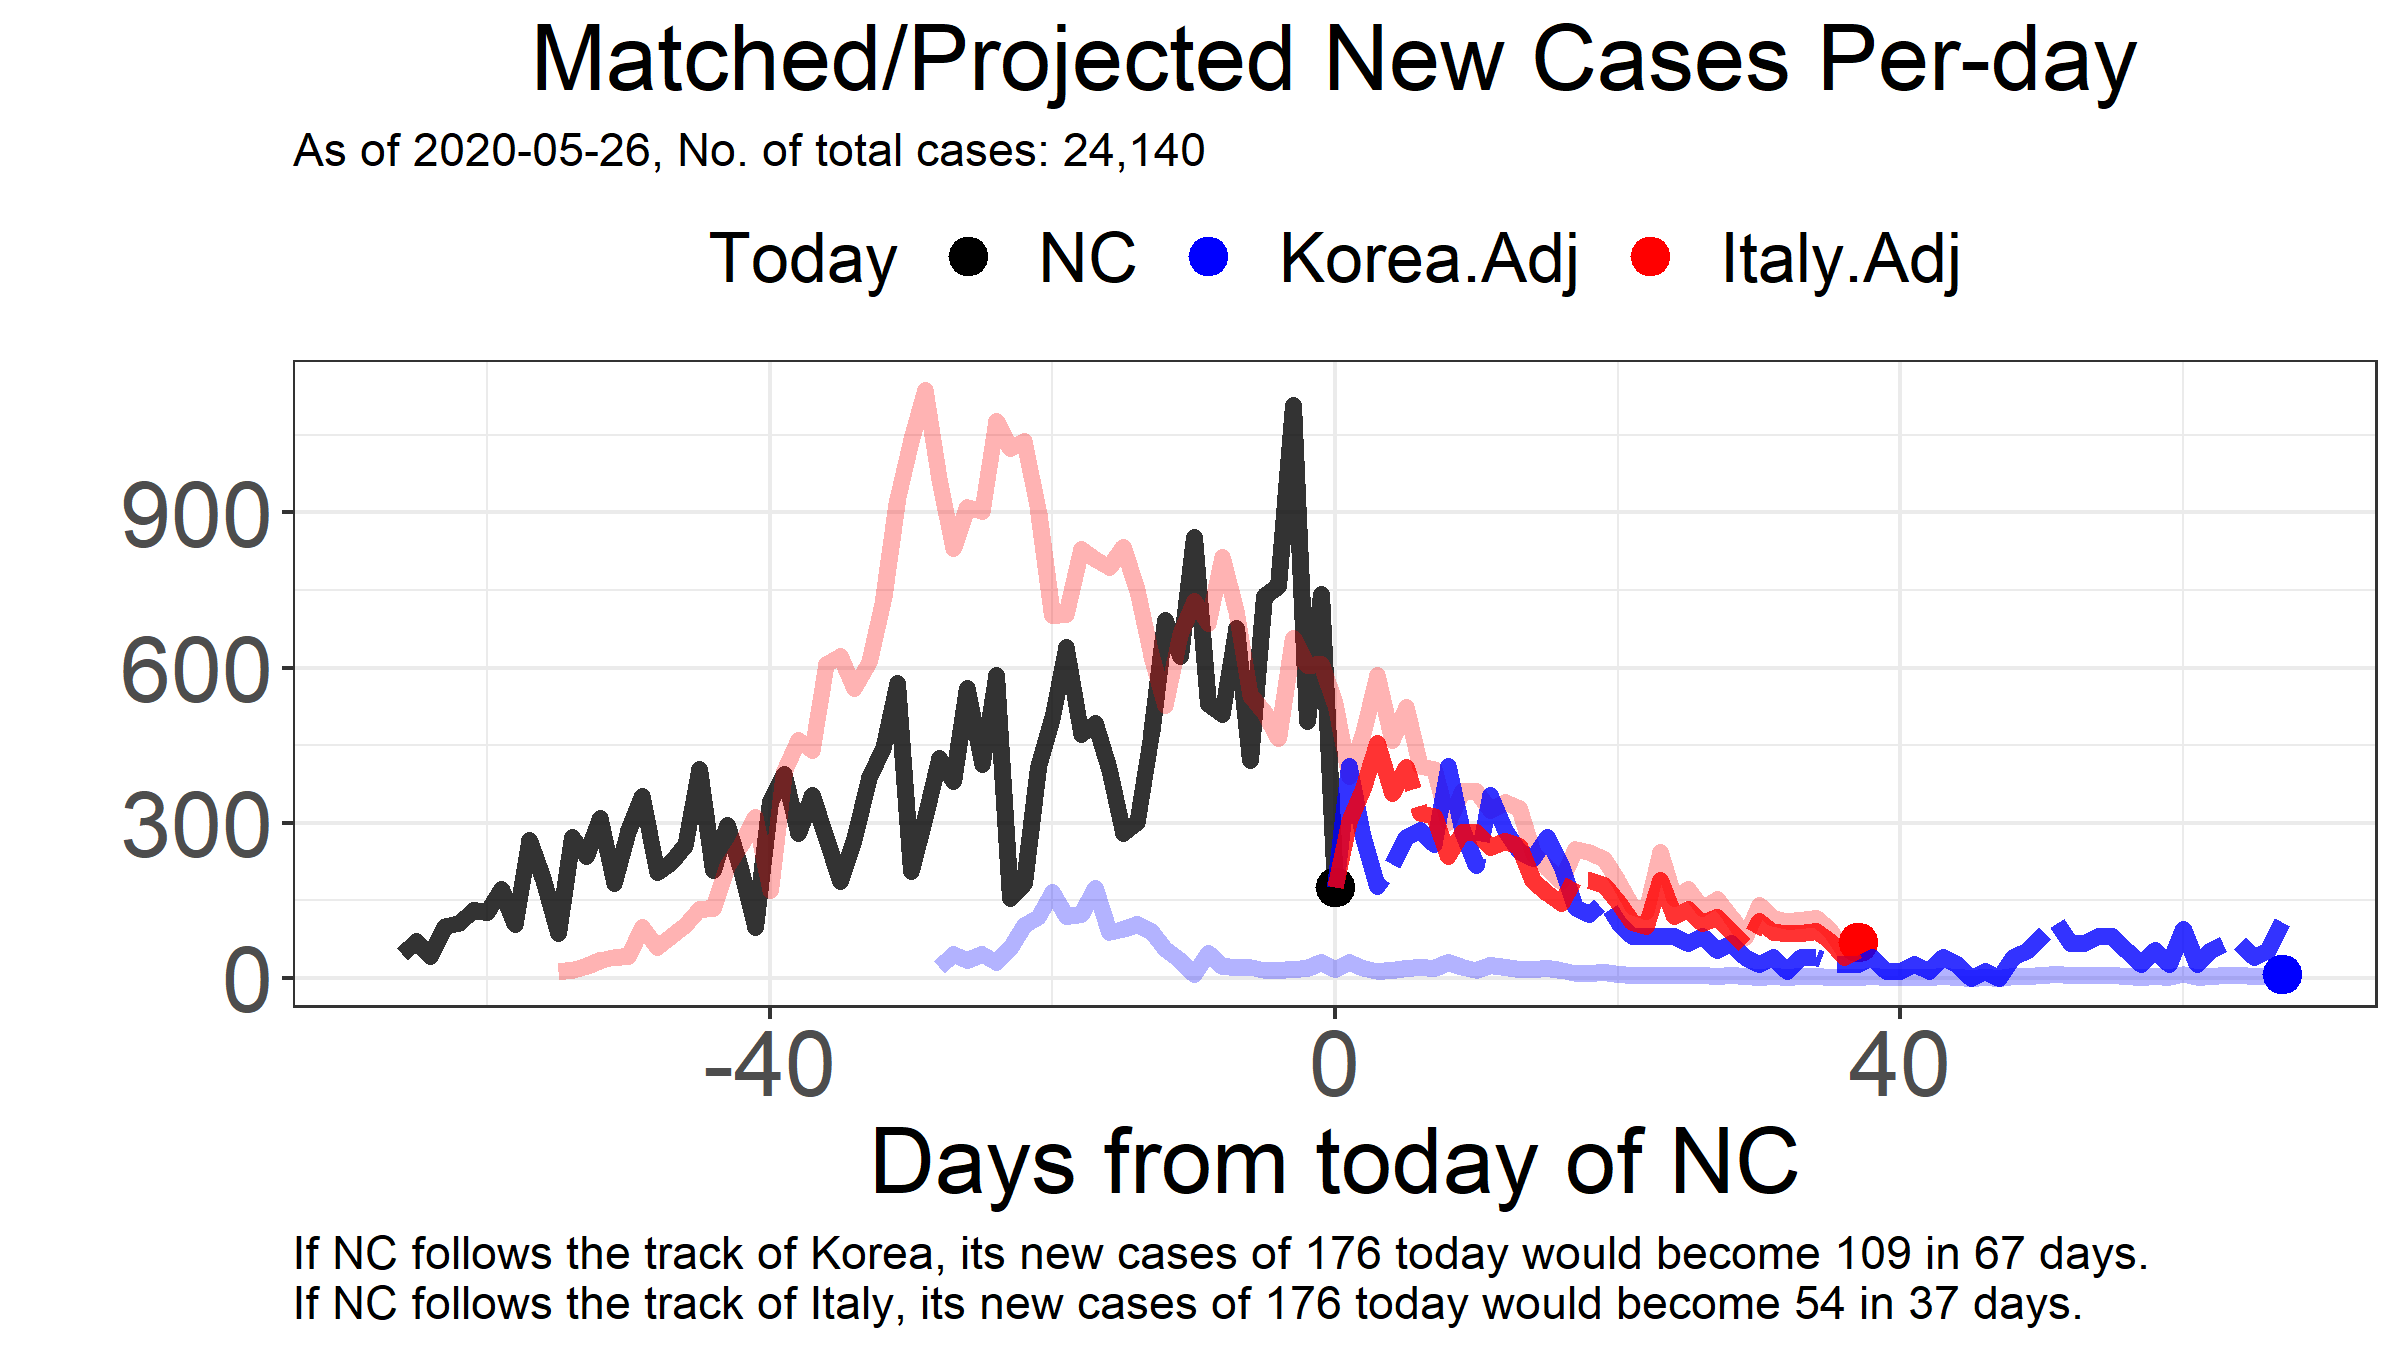 Matched/Projected New Cases Per-day
As of 2020-05-26, No. of total cases: 24,140
Today NC Korea.Adj Italy.Adj
900
600
300
0
-40 0 40
Days from today of NC
If NC follows the track of Korea, its new cases of 176 today would become 109 in 67 days.
If NC follows the track of Italy, its new cases of 176 today would become 54 in 37 days.